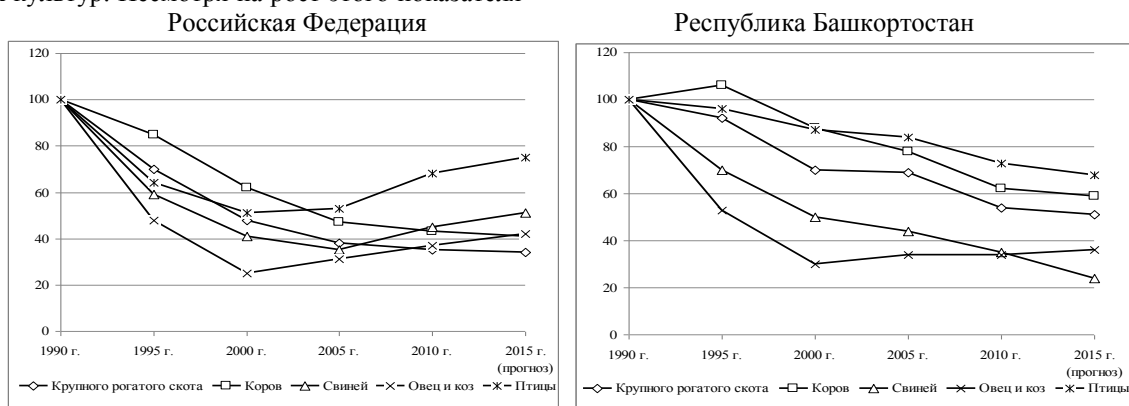 культур. Несмотря на рост этого показателя
Российская Федерация
120
100
80
60
40
20
0
1990 г. 1995 г. 2000 г. 2005 г. 2010 г. 2015 г.
(прогноз)
Крупного рогатого скота Коров Свиней Овец и коз Птицы
Республика Башкортостан
120
100
80
60
40
20
0
1990 г. 1995 г. 2000 г. 2005 г. 2010 г. 2015 г.
(прогноз)
Крупного рогатого скота Коров Свиней Овец и коз Птицы